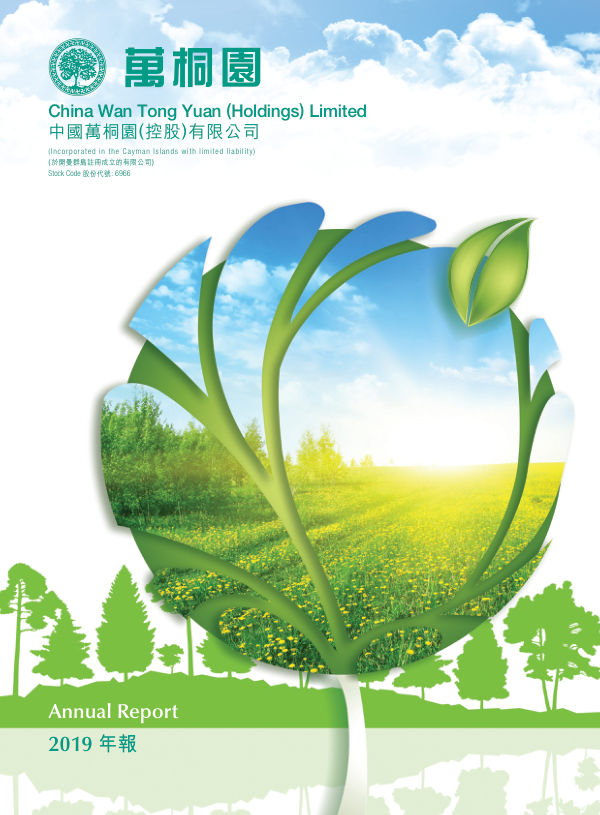 萬桐園
China Wan Tong Yuan (Holdings) Limited
中國萬桐園(控股)有限公司
(Incorporated in the Cayman Islands with limited liability)
(於開曼群島註冊成立的有限公司)
Stock Code 股份代號: 6966
Annual Report
2019 年報